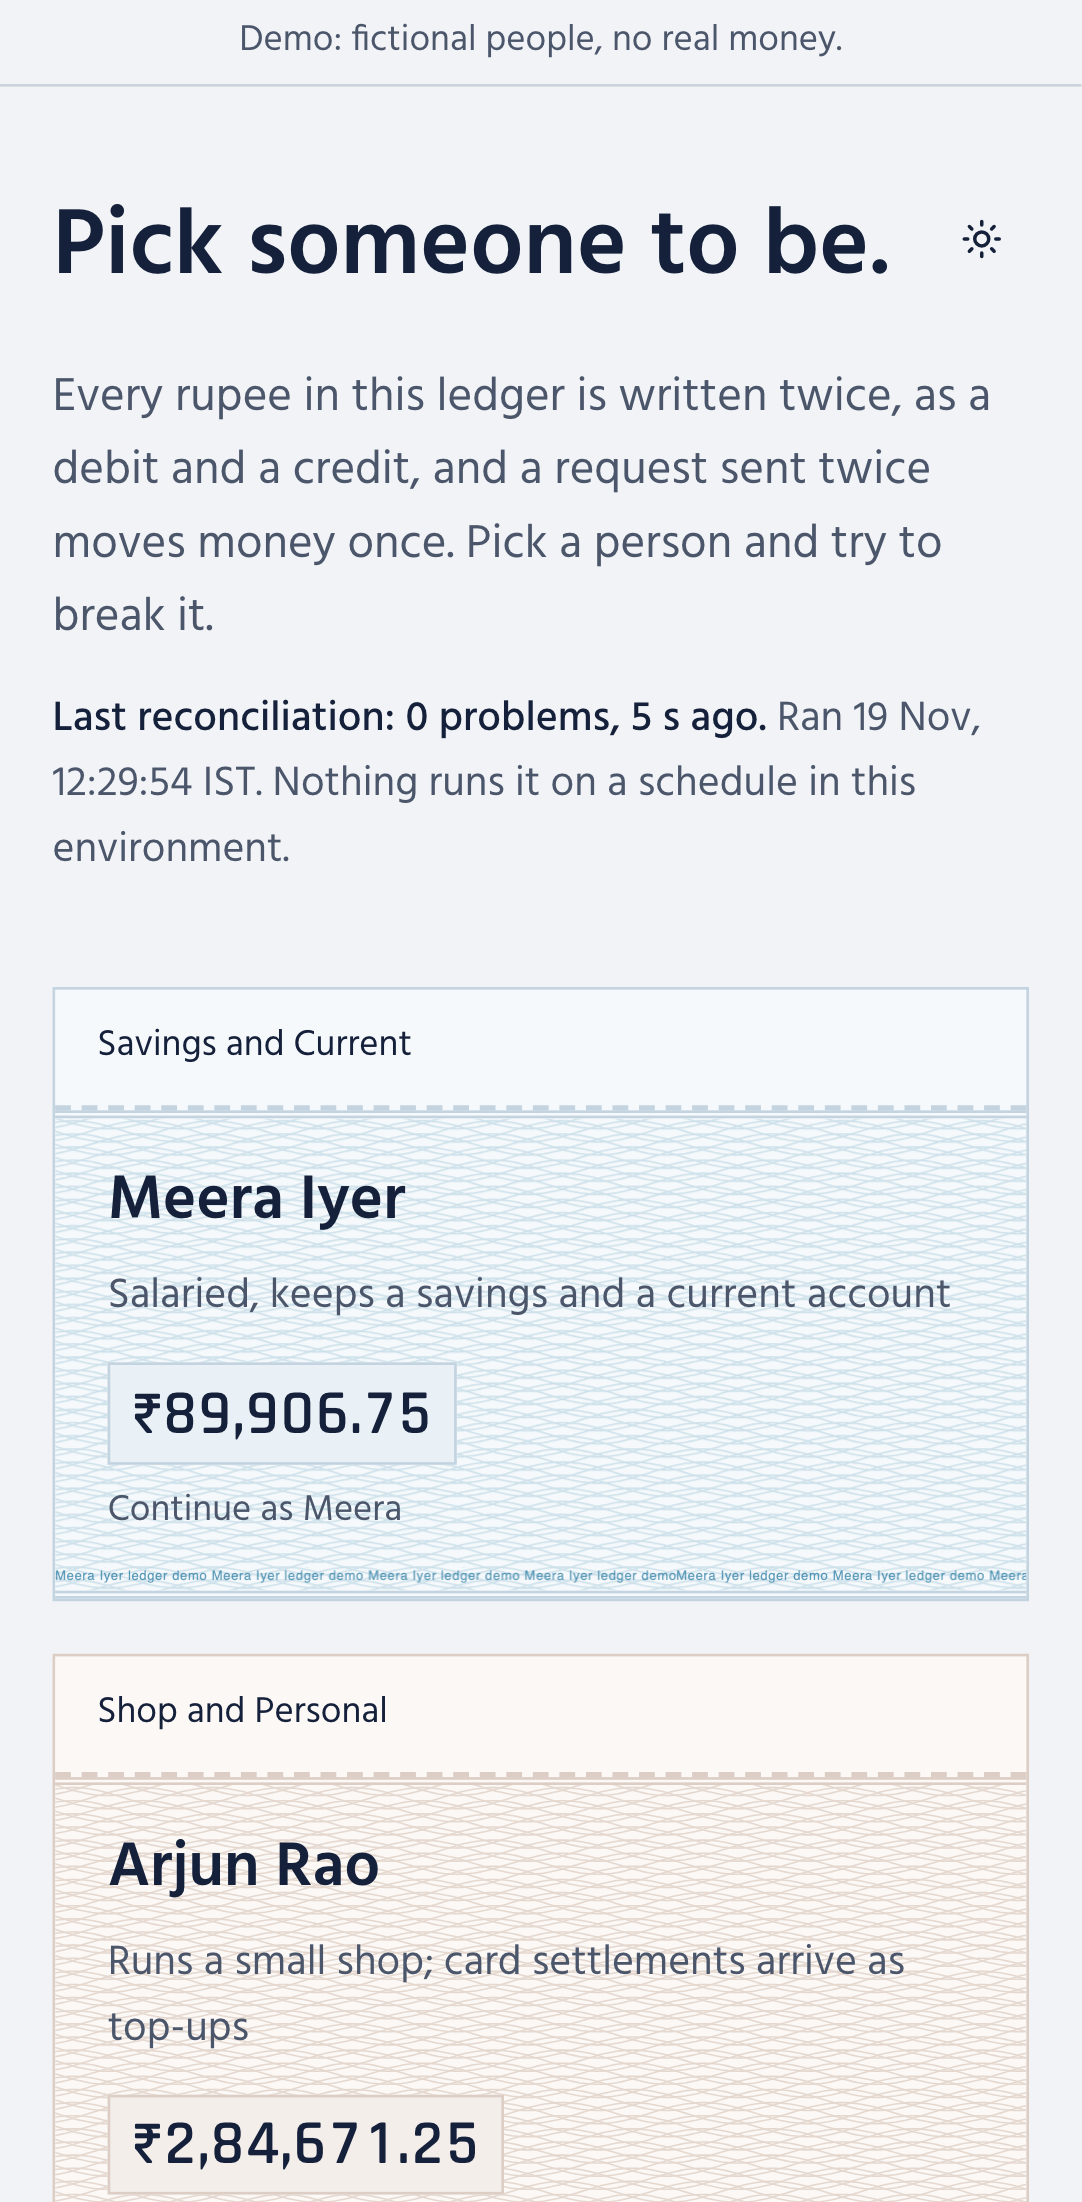 Demo: fictional people, no real money.
Pick someone to be.
Every rupee in this ledger is written twice, as a
debit and a credit, and a request sent twice
moves money once. Pick a person and try to
break it.
Last reconciliation: 0 problems, 5 s ago. Ran 19 Nov,
12:29:54 IST. Nothing runs it on a schedule in this
environment.
Savings and Current
Meera Iyer
Salaried, keeps a savings and a current account
₹89,906.75
Continue as Meera
Meera Iyer ledger demo Meera Iyer ledger demo Meera Iyer ledger demo Meera Iyer ledger demoMeera Iyer ledger demo Meera Iyer ledger demo Meera
Shop and Personal
Arjun Rao
Runs a small shop; card settlements arrive as
top-ups
₹2,84,671.25